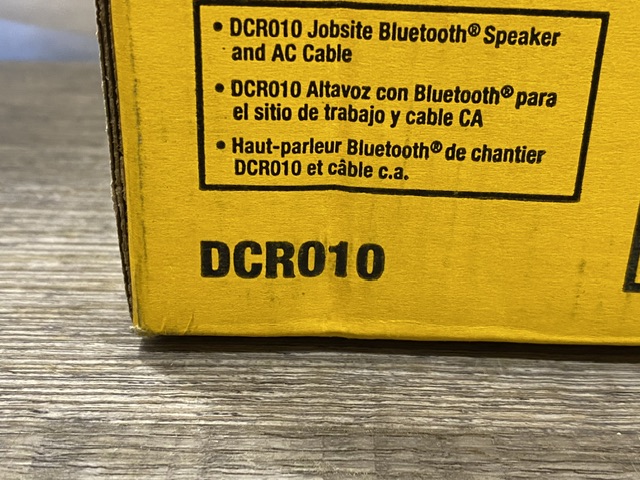 • DCR010 Jobsite Bluetooth® Speaker
and AC Cable
• DCR010 Altavoz con Bluetooth® para
el sitio de trabajo y cable CA
• Haut-parleur Bluetooth® de chantier
DCR010 et câble c.a.
DCR010